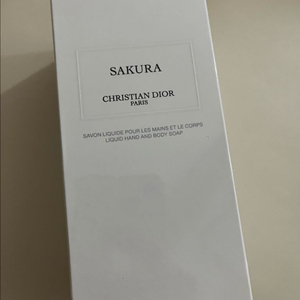 SAKURA
CHRISTIAN DIOR
PARIS
SAVON LIQUIDE POUR LES MAINS ET LE CORPS
LIQUID HAND AND BODY SOAP